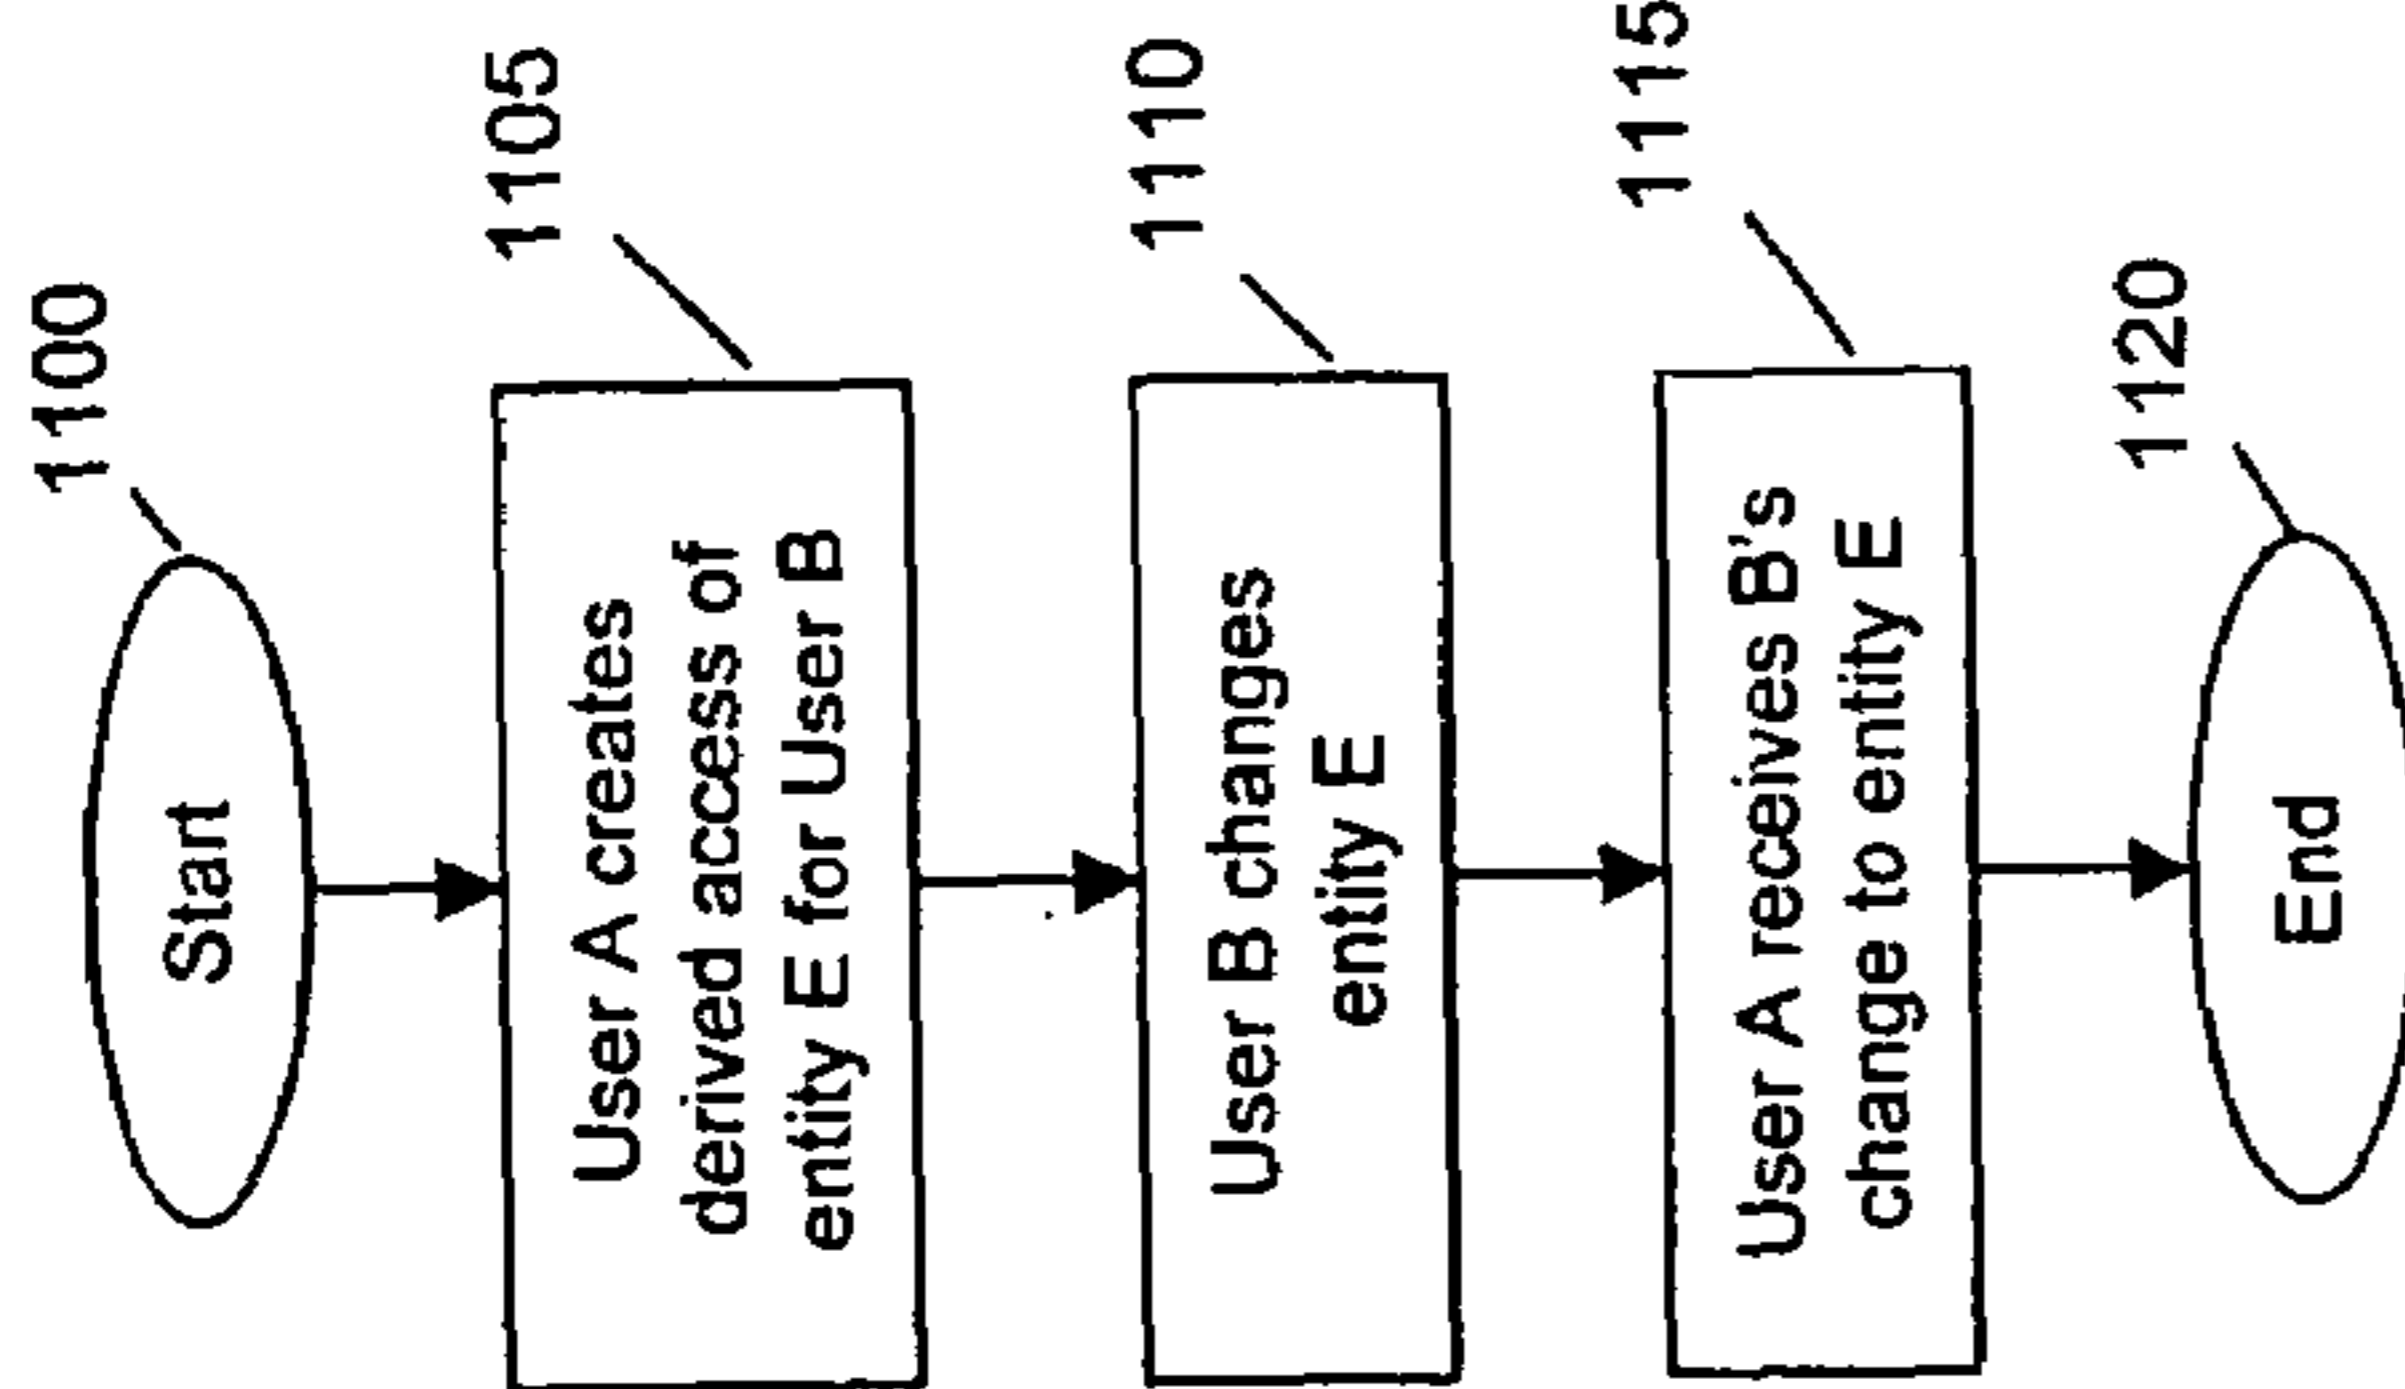 1100
Start
1105
User A creates
derived access of
entity E for User B
1110
User B changes
entity E
1115
User A receives B's
change to entity E
1120
End